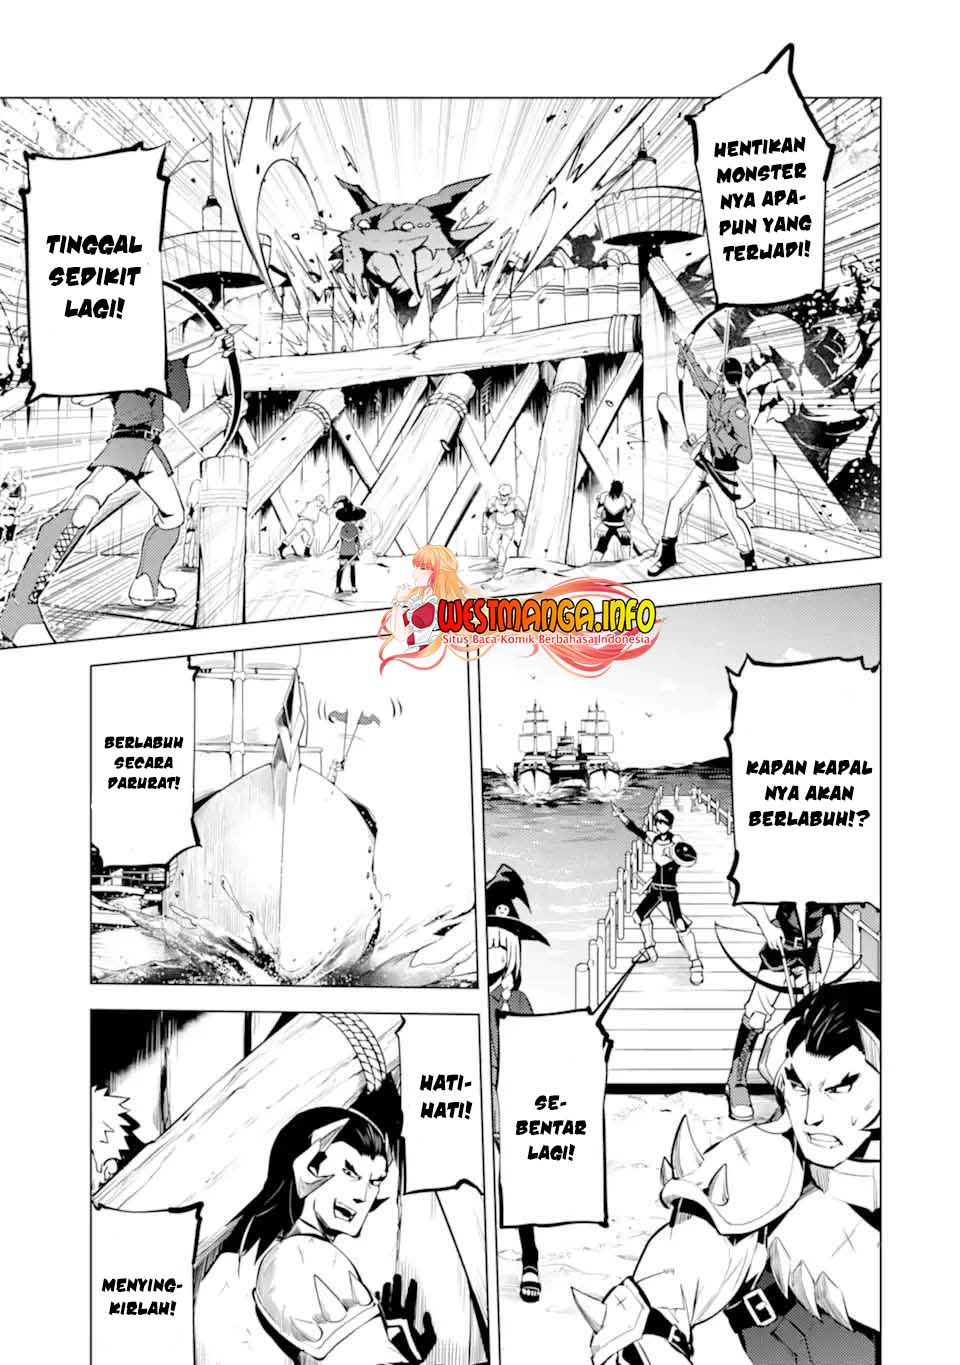 HENTIKAN
MONSTER
NYA APA-
PUN YANG
TERJADI!
TINGGAL
SEDIKIT
LAGI!
WESTMANGA.INFO
Situs Baca Komik Berbahasa Indonesia
KAPAN KAPAL
NYA AKAN
BERLABUH!?
SE-
BENTAR
LAGI!
BERLABUH
SECARA
DARURAT!
HATI-
HATI!
MENYING-
KIRLAH!